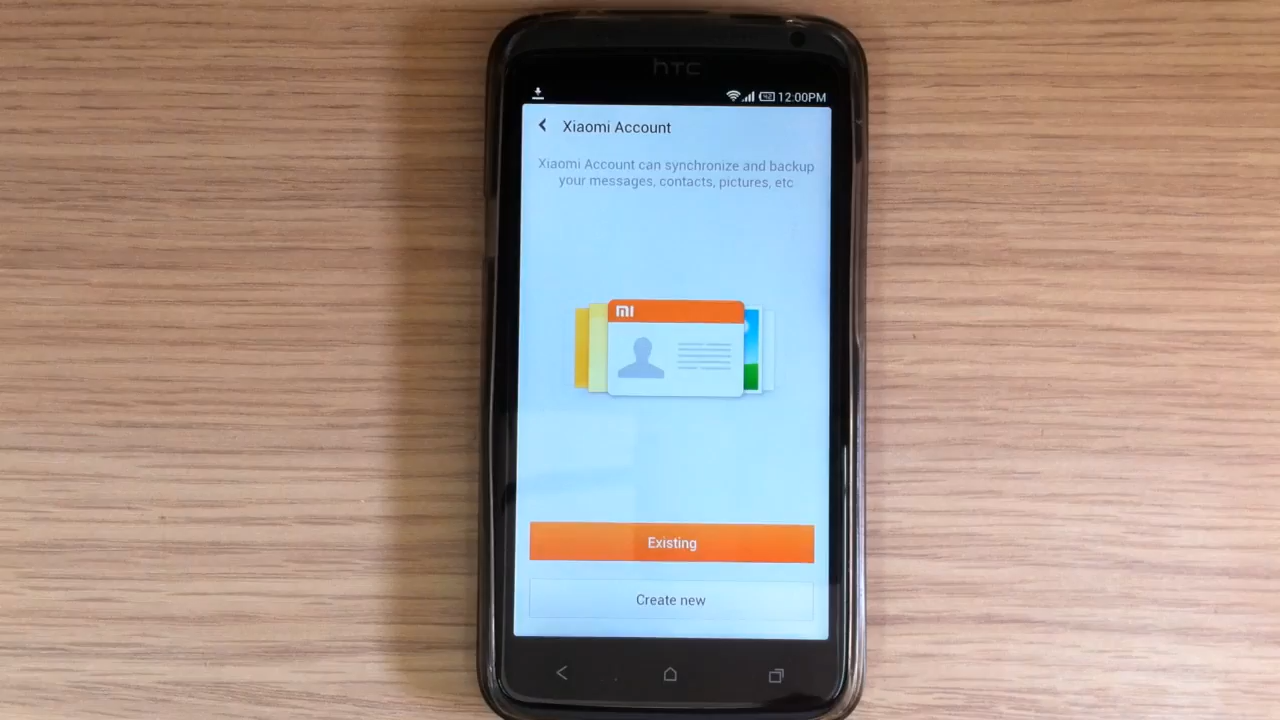 hTC
12:00PM
Xiaomi Account
Xiaomi Account can synchronize and backup
your messages, contacts, pictures, etc
MI
Existing
Create new